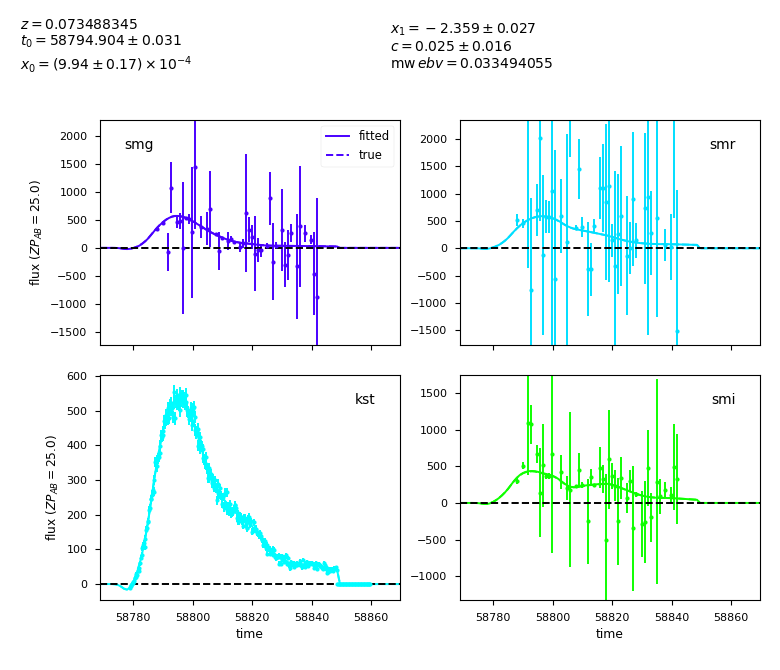 z = 0.073488345
t₀ = 58794.904 ± 0.031
x₀ = (9.94 ± 0.17) × 10⁻⁴
x₁ = −2.359 ± 0.027
c = 0.025 ± 0.016
mw ebv = 0.033494055
smg
fitted
true
2000
1500
1000
500
0
−500
−1000
−1500
flux (ZP_AB = 25.0)
smr
2000
1500
1000
500
0
−500
−1000
−1500
kst
600
500
400
300
200
100
0
flux (ZP_AB = 25.0)
58780 58800 58820 58840 58860
time
smi
1500
1000
500
0
−500
−1000
58780 58800 58820 58840 58860
time